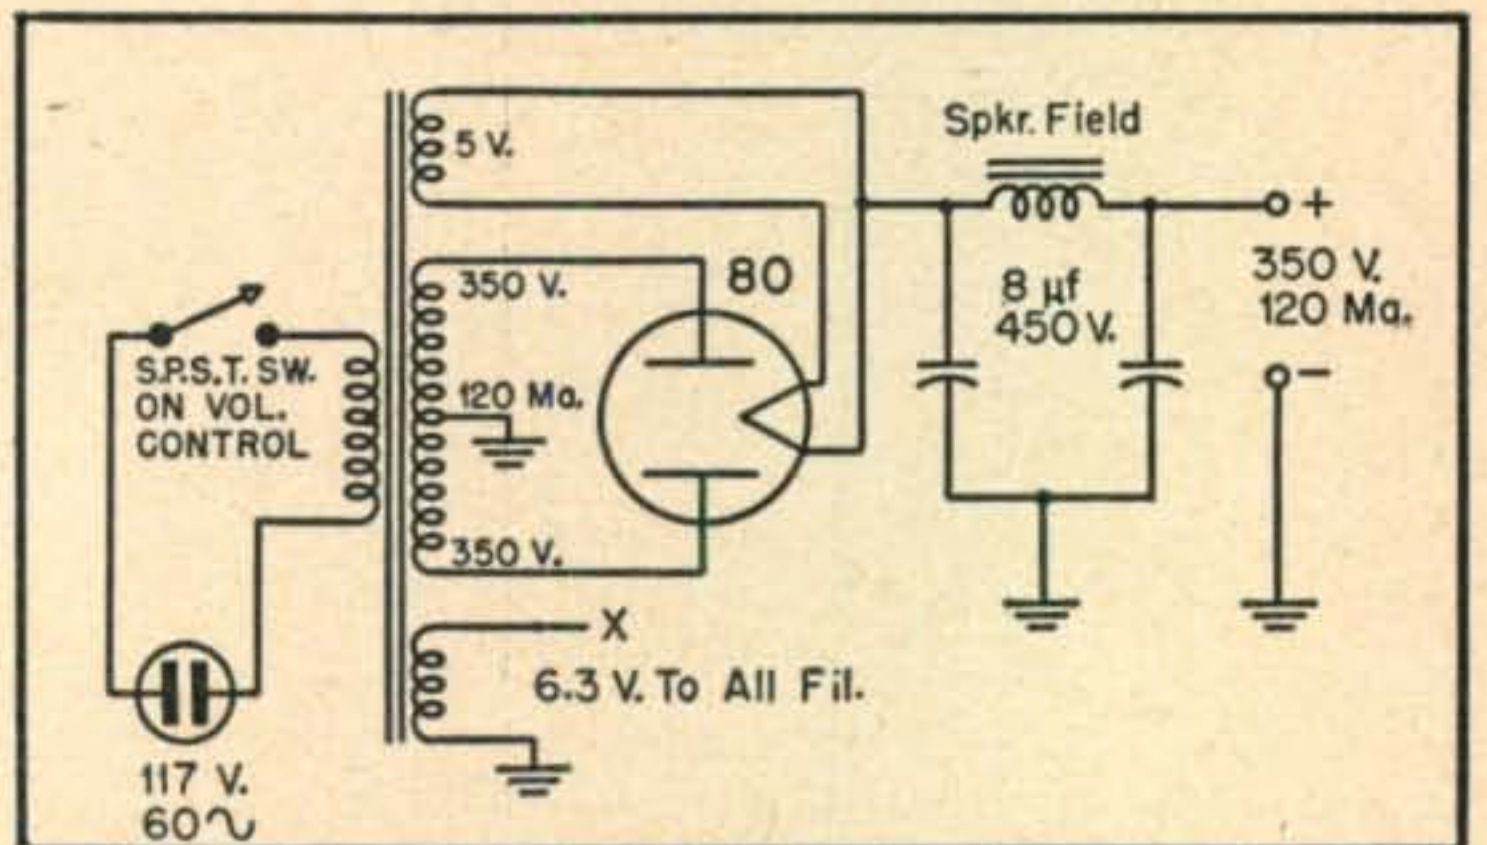 5 V.
Spkr. Field
+
350 V.
120 Ma.
−
8 µf
450 V.
350 V.
80
120 Ma.
350 V.
S.P.S.T. SW.
ON VOL.
CONTROL
X
6.3 V. To All Fil.
117 V.
60∿